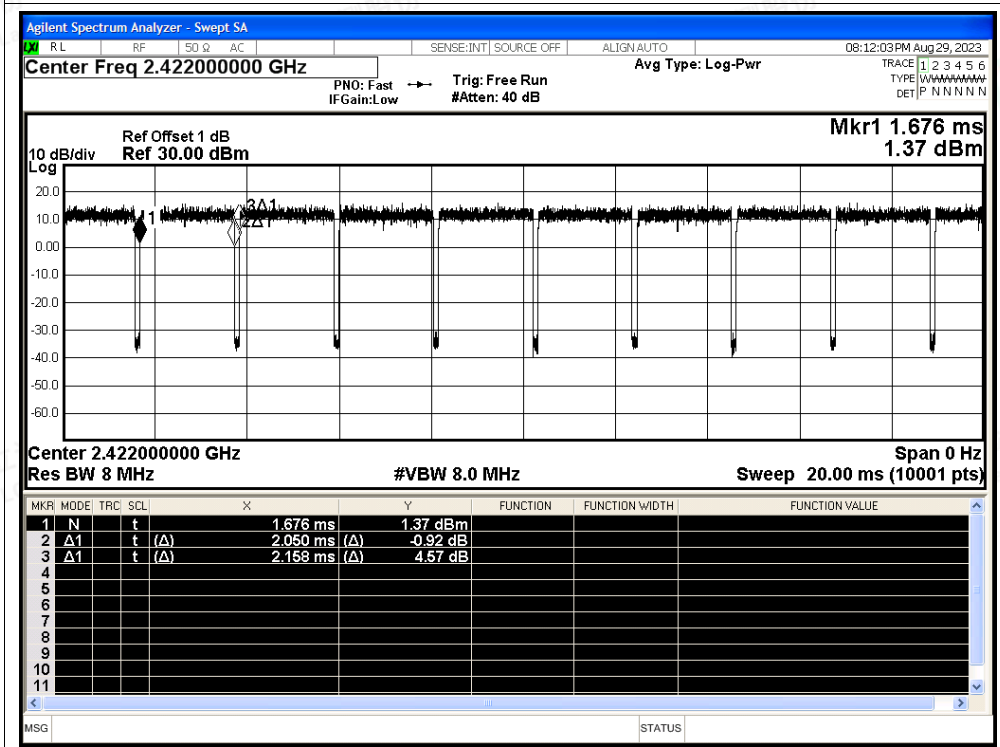 Agilent Spectrum Analyzer - Swept SA
LXI RL RF 50 Ω AC SENSE:INT SOURCE OFF ALIGN AUTO 08:12:03 PM Aug 29, 2023
Center Freq 2.422000000 GHz Avg Type: Log-Pwr TRACE 1 2 3 4 5 6
PNO: Fast Trig: Free Run TYPE
IFGain:Low #Atten: 40 dB DET P N N N N N
Mkr1 1.676 ms
Ref Offset 1 dB
10 dB/div Ref 30.00 dBm 1.37 dBm
Log
20.0
10.0
0.00
-10.0
-20.0
-30.0
-40.0
-50.0
-60.0
1
3Δ1
2Δ1
Center 2.422000000 GHz Span 0 Hz
Res BW 8 MHz #VBW 8.0 MHz Sweep 20.00 ms (10001 pts)
MKR MODE TRC SCL X Y FUNCTION FUNCTION WIDTH FUNCTION VALUE
1 N t 1.676 ms 1.37 dBm
2 Δ1 t (Δ) 2.050 ms (Δ) -0.92 dB
3 Δ1 t (Δ) 2.158 ms (Δ) 4.57 dB
4
5
6
7
8
9
10
11
MSG STATUS